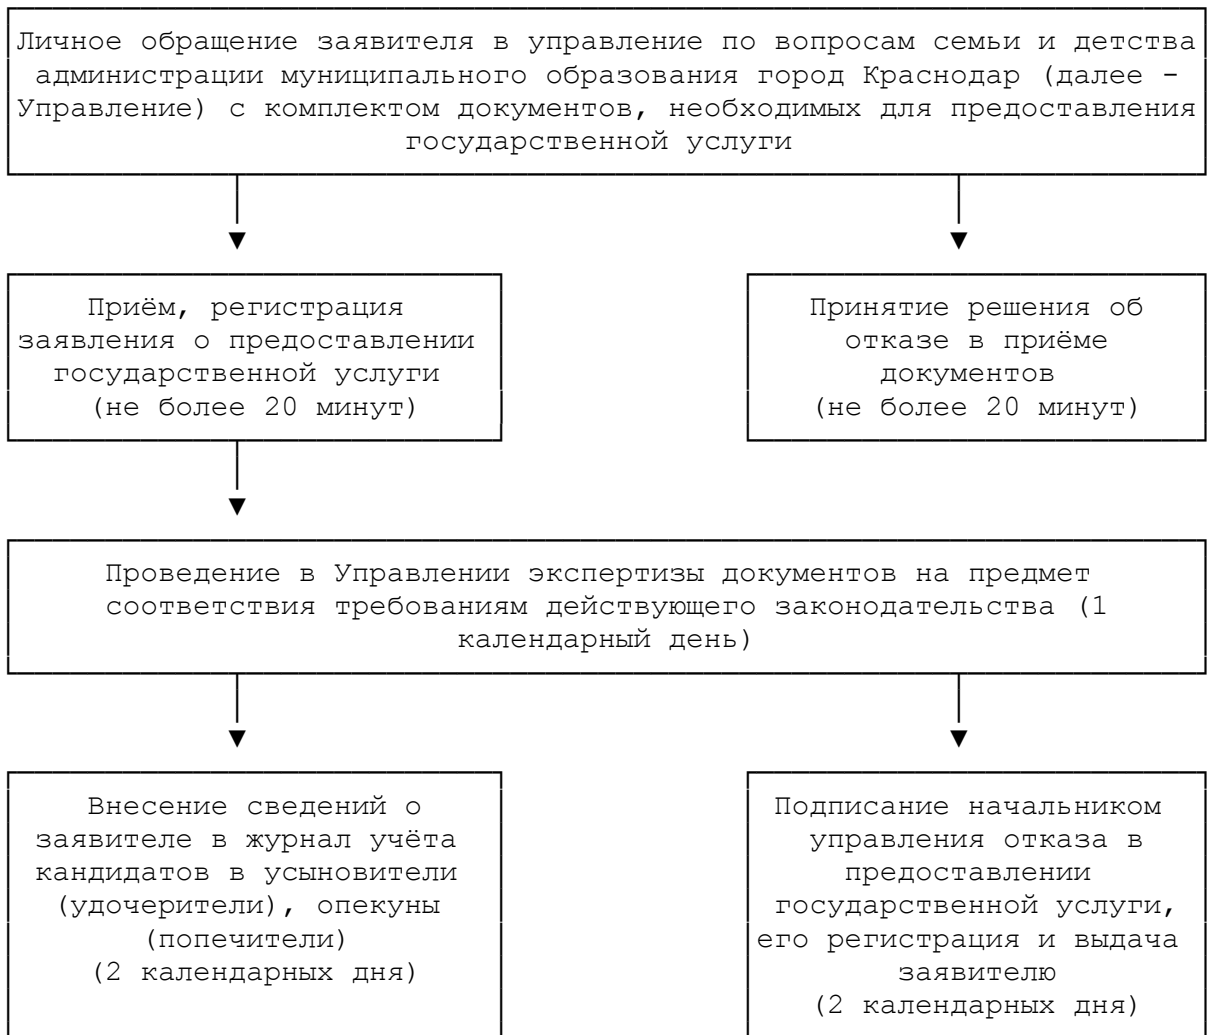 Личное обращение заявителя в управление по вопросам семьи и детства
администрации муниципального образования город Краснодар (далее -
Управление) с комплектом документов, необходимых для предоставления
государственной услуги
Приём, регистрация
заявления о предоставлении
государственной услуги
(не более 20 минут)
Принятие решения об
отказе в приёме
документов
(не более 20 минут)
Проведение в Управлении экспертизы документов на предмет
соответствия требованиям действующего законодательства (1
календарный день)
Внесение сведений о
заявителе в журнал учёта
кандидатов в усыновители
(удочерители), опекуны
(попечители)
(2 календарных дня)
Подписание начальником
управления отказа в
предоставлении
государственной услуги,
его регистрация и выдача
заявителю
(2 календарных дня)